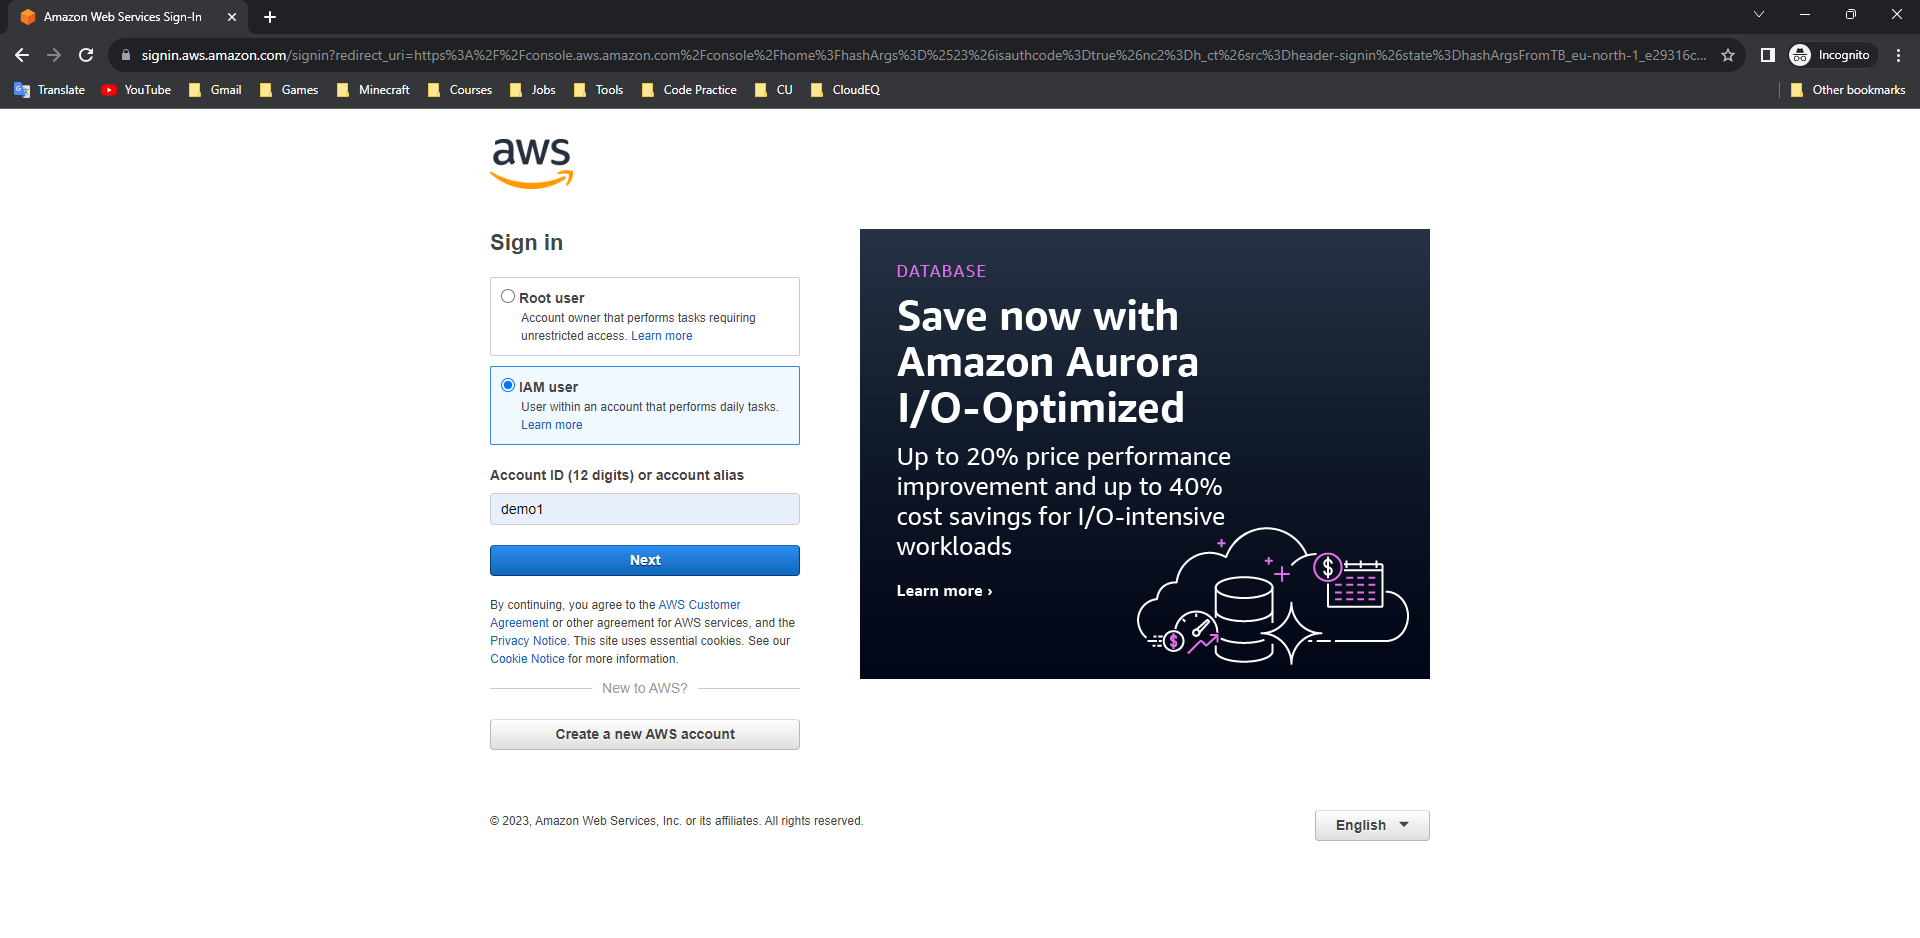 Amazon Web Services Sign-In
signin.aws.amazon.com/signin?redirect_uri=https%3A%2F%2Fconsole.aws.amazon.com%2Fconsole%2Fhome%3FhashArgs%3D%2523%26isauthcode%3Dtrue%26nc2%3Dh_ct%26src%3Dheader-signin%26state%3DhashArgsFromTB_eu-north-1_e29316c...
Incognito
Translate YouTube Gmail Games Minecraft Courses Jobs Tools Code Practice CU CloudEQ Other bookmarks
aws
Sign in
Root user
Account owner that performs tasks requiring
unrestricted access. Learn more
IAM user
User within an account that performs daily tasks.
Learn more
Account ID (12 digits) or account alias
demo1
Next
By continuing, you agree to the AWS Customer
Agreement or other agreement for AWS services, and the
Privacy Notice. This site uses essential cookies. See our
Cookie Notice for more information.
New to AWS?
Create a new AWS account
DATABASE
Save now with
Amazon Aurora
I/O-Optimized
Up to 20% price performance
improvement and up to 40%
cost savings for I/O-intensive
workloads
Learn more ›
$
$
© 2023, Amazon Web Services, Inc. or its affiliates. All rights reserved.
English